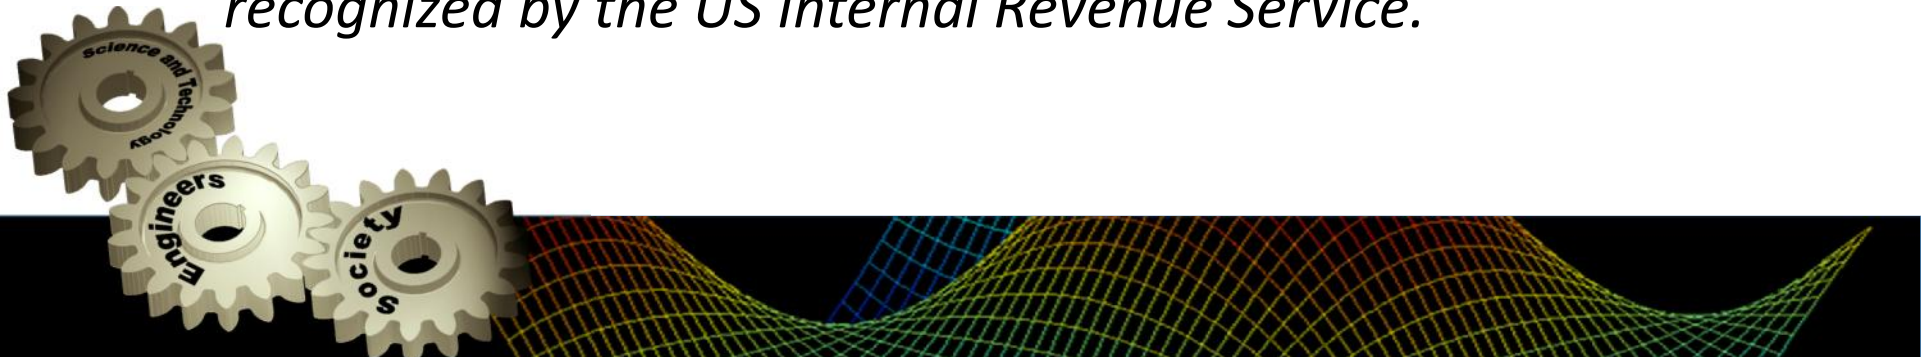 recognized by the US Internal Revenue Service.
Science and Technology
Engineers
Society